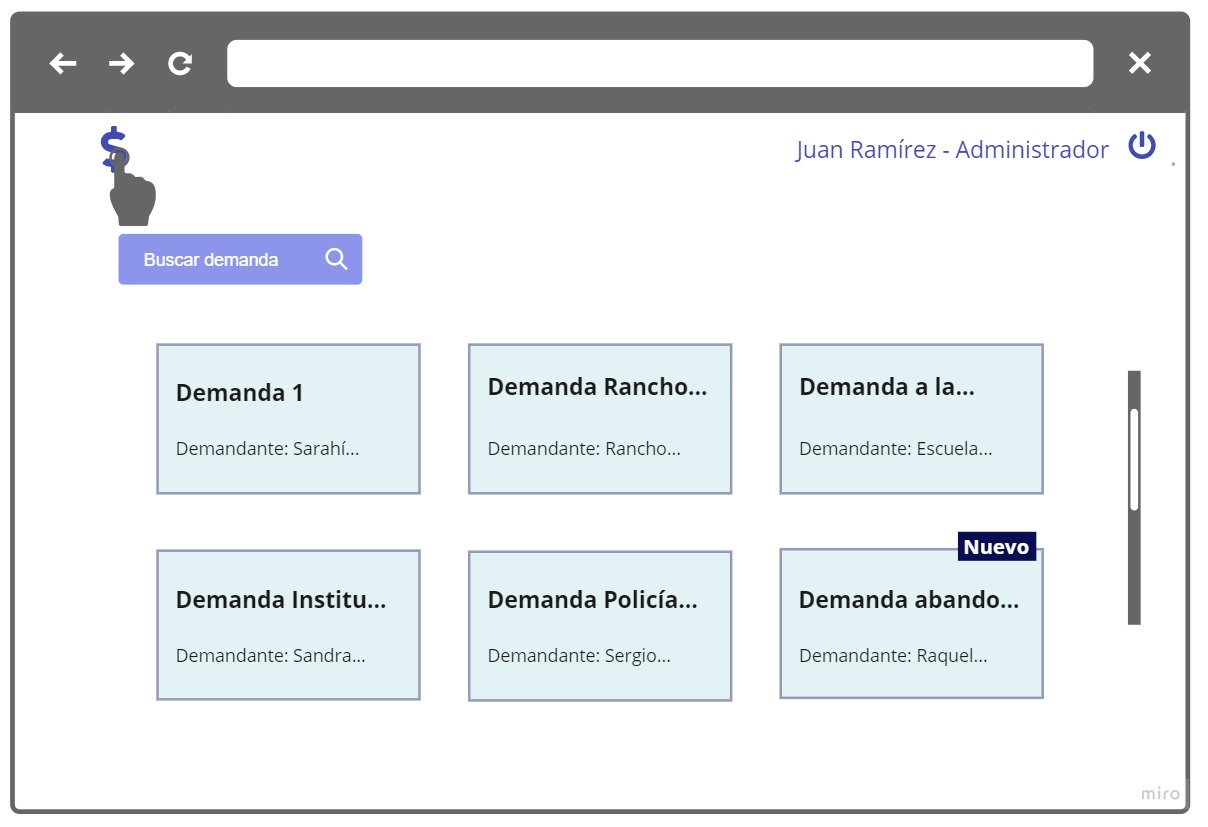 $
Juan Ramírez - Administrador
Buscar demanda
Demanda 1
Demandante: Sarahí...
Demanda Rancho...
Demandante: Rancho...
Demanda a la...
Demandante: Escuela...
Demanda Institu...
Demandante: Sandra...
Demanda Policía...
Demandante: Sergio...
Nuevo
Demanda abando...
Demandante: Raquel...
miro